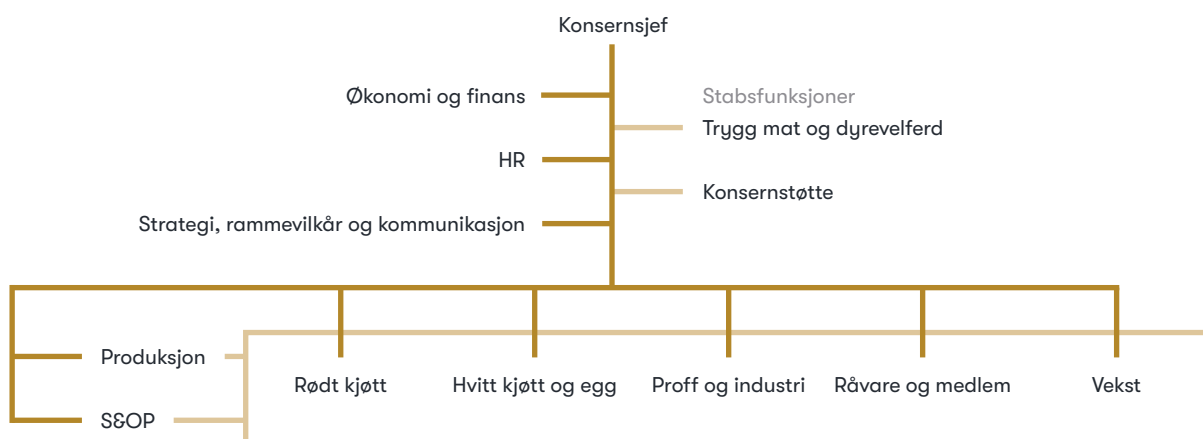 Konsernsjef
Økonomi og finans
Stabsfunksjoner
Trygg mat og dyrevelferd
HR
Konsernstøtte
Strategi, rammevilkår og kommunikasjon
Produksjon
Rødt kjøtt
Hvitt kjøtt og egg
Proff og industri
Råvare og medlem
Vekst
S&OP